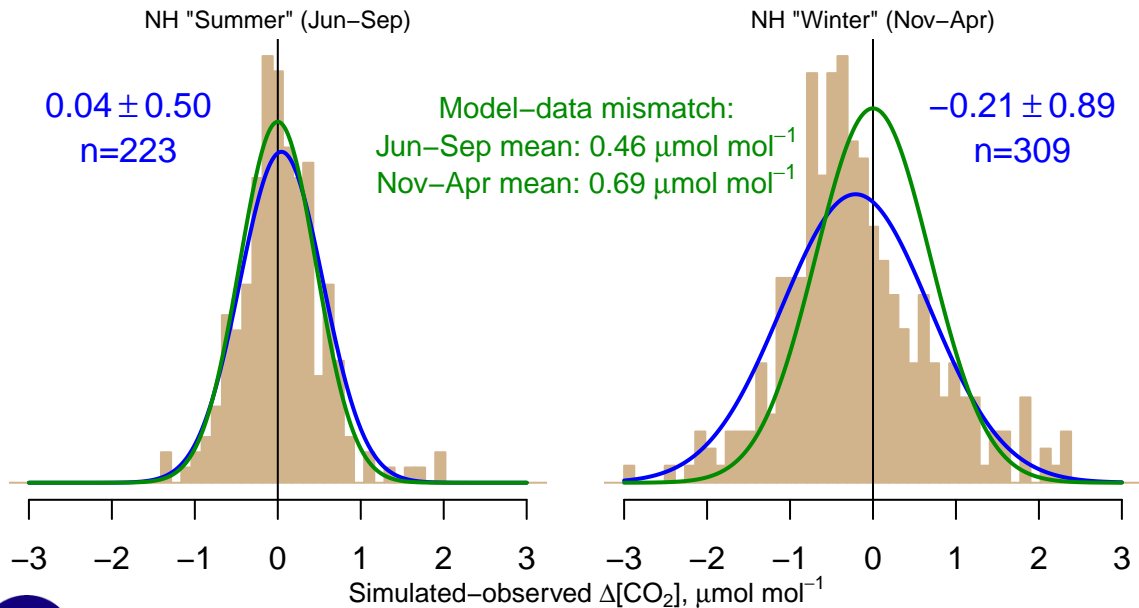 NH "Summer" (Jun−Sep)
0.04 ± 0.50
n=223
Model−data mismatch:
Jun−Sep mean: 0.46 μmol mol⁻¹
Nov−Apr mean: 0.69 μmol mol⁻¹
NH "Winter" (Nov−Apr)
−0.21 ± 0.89
n=309
−3 −2 −1 0 1 2 3
−3 −2 −1 0 1 2 3
Simulated−observed Δ[CO₂], μmol mol⁻¹